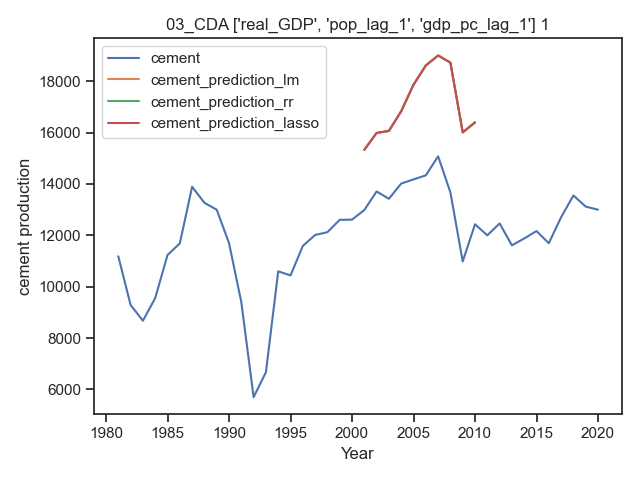 03_CDA ['real_GDP', 'pop_lag_1', 'gdp_pc_lag_1'] 1
cement
cement_prediction_lm
cement_prediction_rr
cement_prediction_lasso
cement production
18000
16000
14000
12000
10000
8000
6000
1980 1985 1990 1995 2000 2005 2010 2015 2020
Year